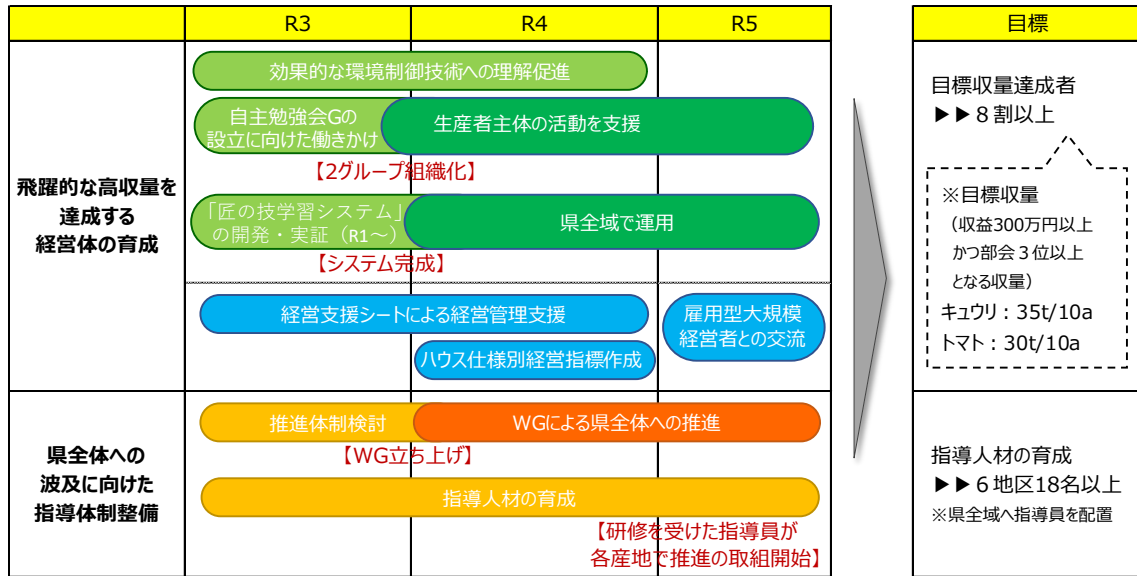 R3
R4
R5
目標
飛躍的な高収量を
達成する
経営体の育成
効果的な環境制御技術への理解促進
自主勉強会Gの
設立に向けた働きかけ
生産者主体の活動を支援
【2グループ組織化】
「匠の技学習システム」
の開発・実証（R1～）
県全域で運用
【システム完成】
経営支援シートによる経営管理支援
雇用型大規模
経営者との交流
ハウス仕様別経営指標作成
目標収量達成者
▶▶８割以上
※目標収量
（収益300万円以上
かつ部会３位以上
となる収量）
キュウリ：35t/10a
トマト：30t/10a
県全体への
波及に向けた
指導体制整備
推進体制検討
WGによる県全体への推進
【WG立ち上げ】
指導人材の育成
【研修を受けた指導員が
各産地で推進の取組開始】
指導人材の育成
▶▶６地区18名以上
※県全域へ指導員を配置